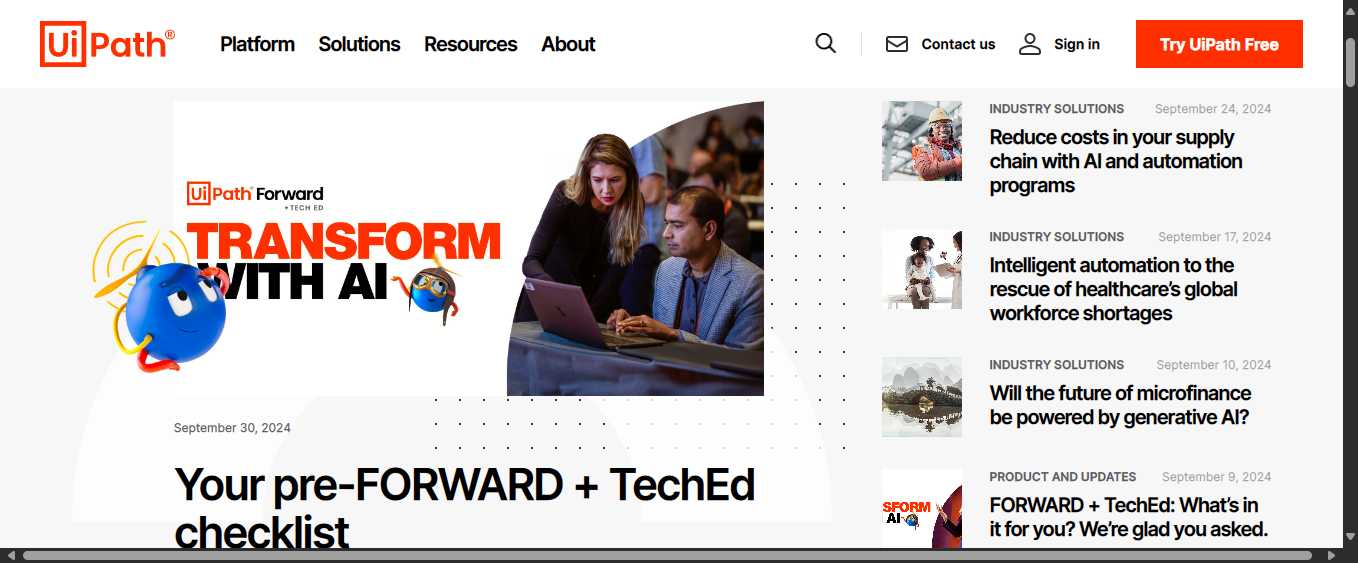 UiPath®
Platform
Solutions
Resources
About
Contact us
Sign in
Try UiPath Free
UiPath Forward
+ TECH ED
TRANSFORM
WITH AI
September 30, 2024
Your pre-FORWARD + TechEd
checklist
INDUSTRY SOLUTIONS
September 24, 2024
Reduce costs in your supply
chain with AI and automation
programs
INDUSTRY SOLUTIONS
September 17, 2024
Intelligent automation to the
rescue of healthcare’s global
workforce shortages
INDUSTRY SOLUTIONS
September 10, 2024
Will the future of microfinance
be powered by generative AI?
SFORM
AI
PRODUCT AND UPDATES
September 9, 2024
FORWARD + TechEd: What’s in
it for you? We’re glad you asked.